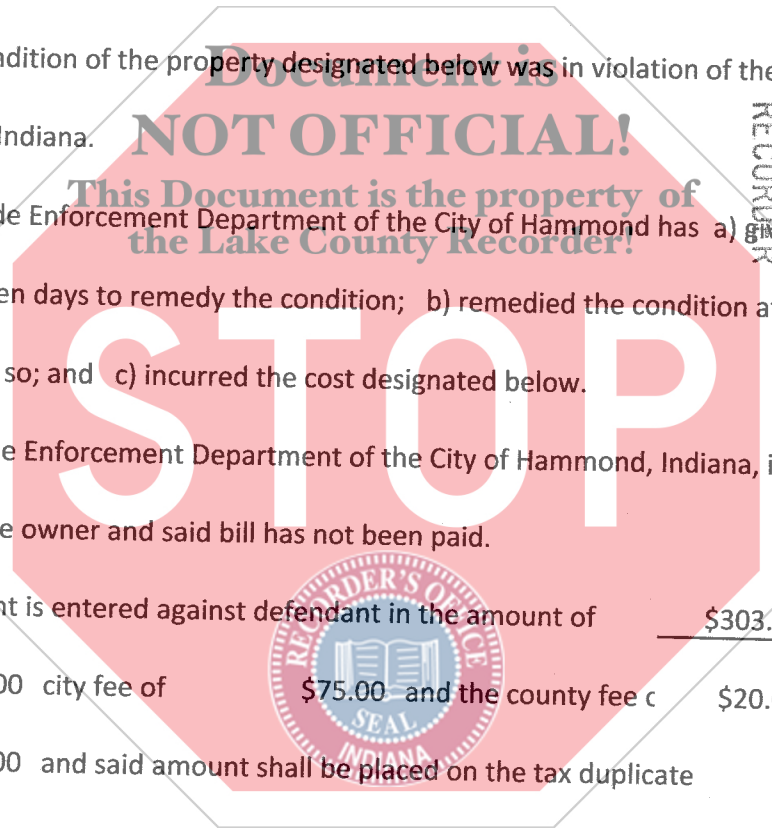 ndition of the property designated below was in violation of the
Document is
Indiana.
NOT OFFICIAL!
This Document is the property of
de Enforcement Department of the City of Hammond has a) giv
the Lake County Recorder!
RECORDER
en days to remedy the condition; b) remedied the condition a
so; and c) incurred the cost designated below.
STOP
e Enforcement Department of the City of Hammond, Indiana, i
e owner and said bill has not been paid.
nt is entered against defendant in the amount of $303.
00 city fee of $75.00 and the county fee $20.
00 and said amount shall be placed on the tax duplicate
RECORDER'S OFFICE
SEAL
INDIANA